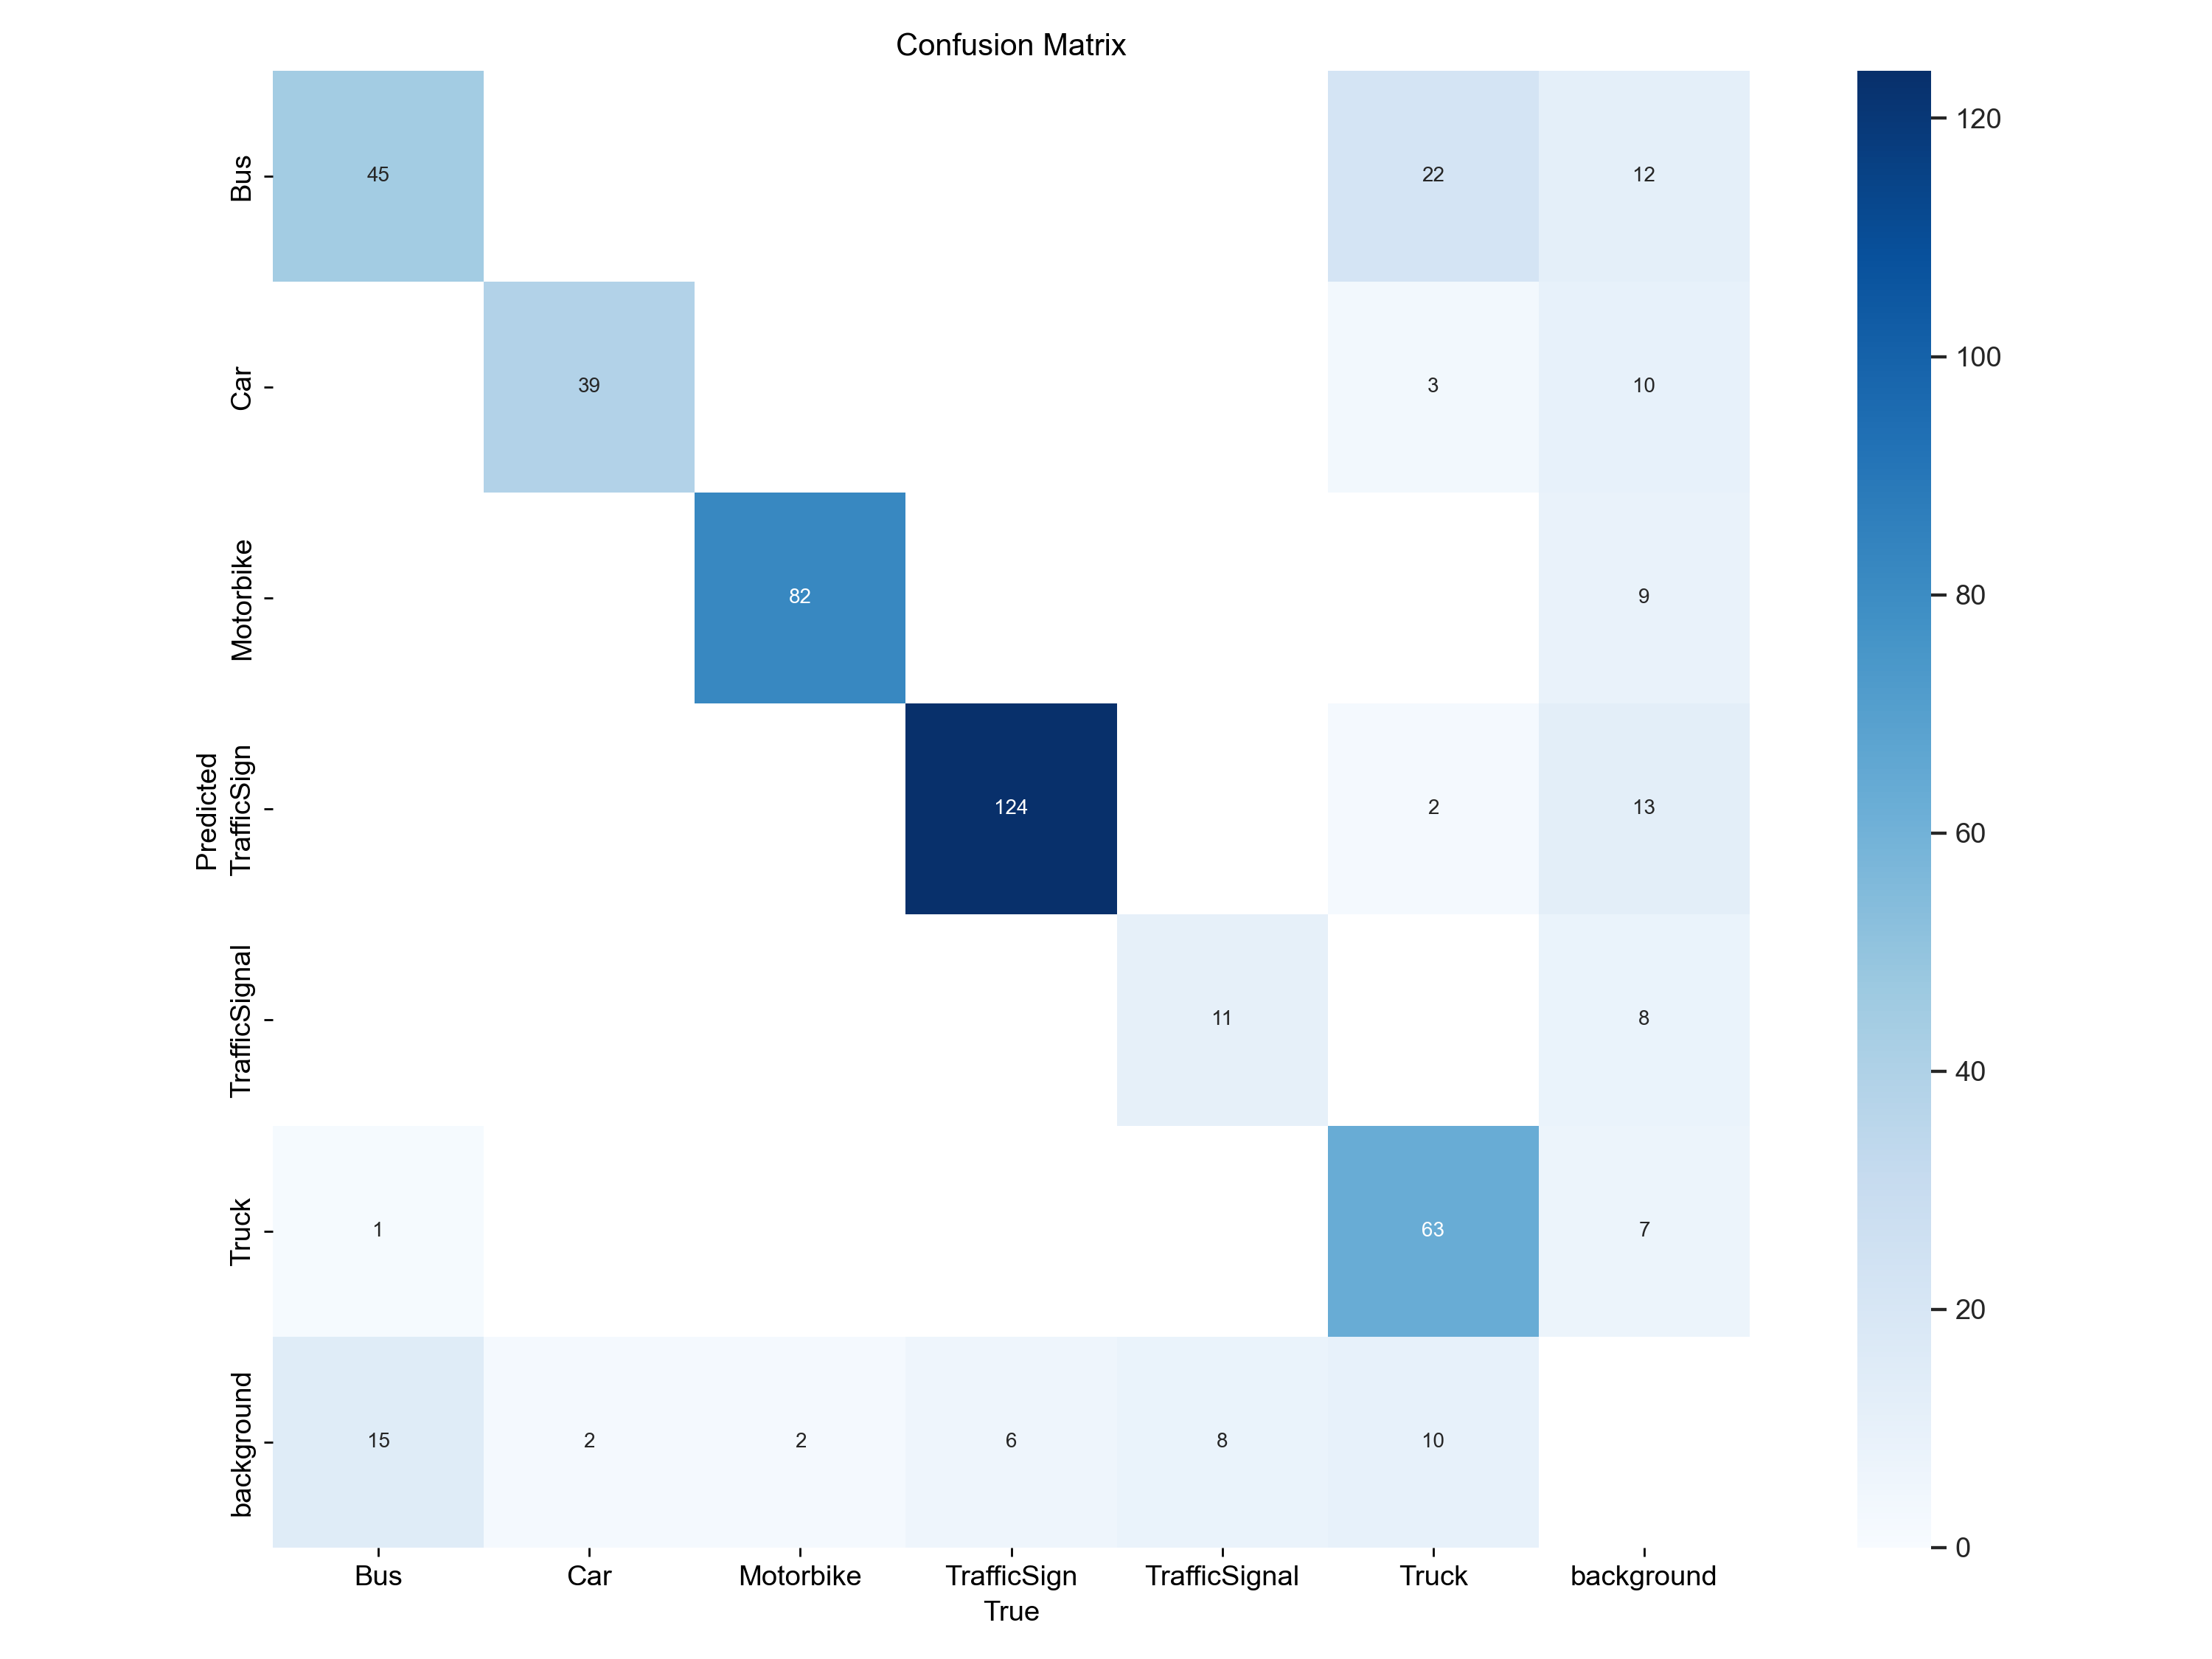 Confusion Matrix
Predicted
Bus
45
22
12
Car
39
3
10
Motorbike
82
9
TrafficSign
124
2
13
TrafficSignal
11
8
Truck
1
63
7
background
15
2
2
6
8
10
Bus
Car
Motorbike
TrafficSign
TrafficSignal
Truck
background
True
120
100
80
60
40
20
0